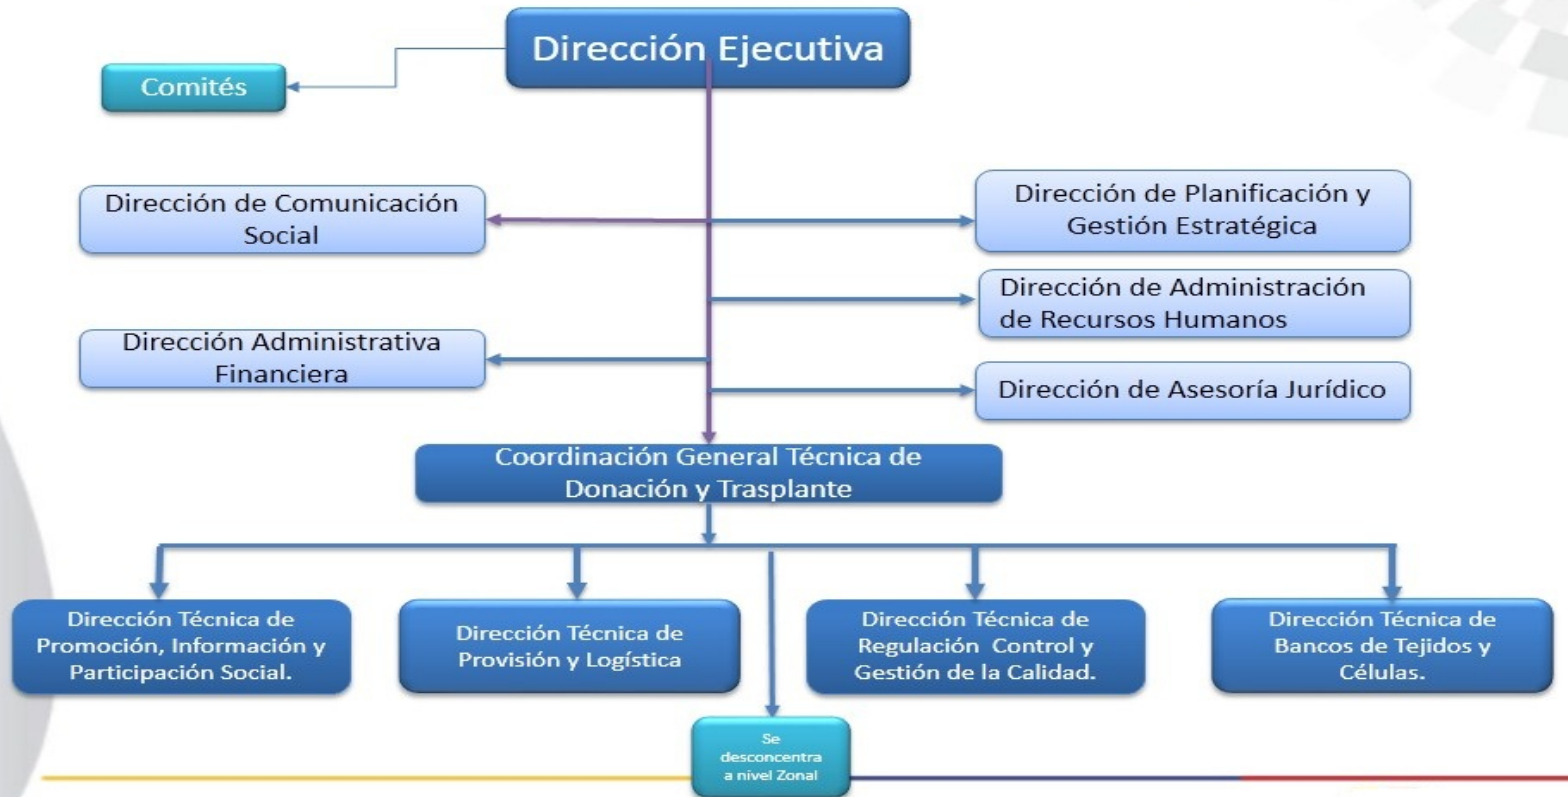 Dirección Ejecutiva
Comités
Dirección de Comunicación
Social
Dirección de Planificación y
Gestión Estratégica
Dirección de Administración
de Recursos Humanos
Dirección Administrativa
Financiera
Dirección de Asesoría Jurídico
Coordinación General Técnica de
Donación y Trasplante
Dirección Técnica de
Promoción, Información y
Participación Social.
Dirección Técnica de
Provisión y Logística
Dirección Técnica de
Regulación Control y
Gestión de la Calidad.
Dirección Técnica de
Bancos de Tejidos y
Células.
Se
desconcentra
a nivel Zonal